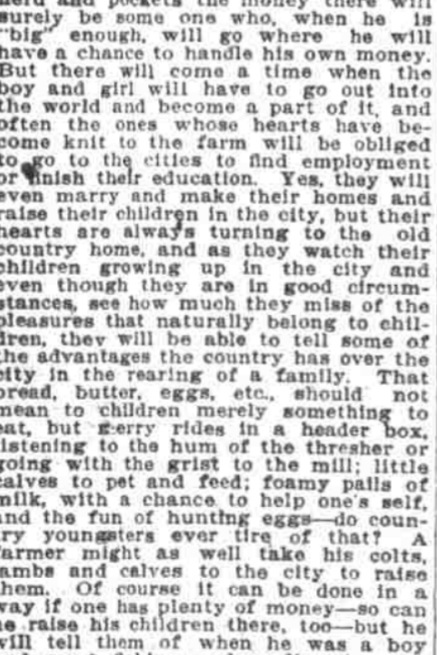 herd and pockets the money there will
surely be some one who, when he is
"big" enough, will go where he will
have a chance to handle his own money.
But there will come a time when the
boy and girl will have to go out into
the world and become a part of it, and
often the ones whose hearts have be-
come knit to the farm will be obliged
to go to the cities to find employment
or finish their education. Yes, they will
even marry and make their homes and
raise their children in the city, but their
hearts are always turning to the old
country home, and as they watch their
children growing up in the city and
even though they are in good circum-
stances, see how much they miss of the
pleasures that naturally belong to chil-
dren, they will be able to tell some of
the advantages the country has over the
city in the rearing of a family. That
bread, butter, eggs, etc., should not
mean to children merely something to
eat, but merry rides in a header box,
listening to the hum of the thresher or
going with the grist to the mill; little
calves to pet and feed; foamy pails of
milk, with a chance to help one's self,
and the fun of hunting eggs—do coun-
try youngsters ever tire of that? A
farmer might as well take his colts,
lambs and calves to the city to raise
them. Of course it can be done in a
way if one has plenty of money—so can
he raise his children there, too—but he
will tell them of when he was a boy